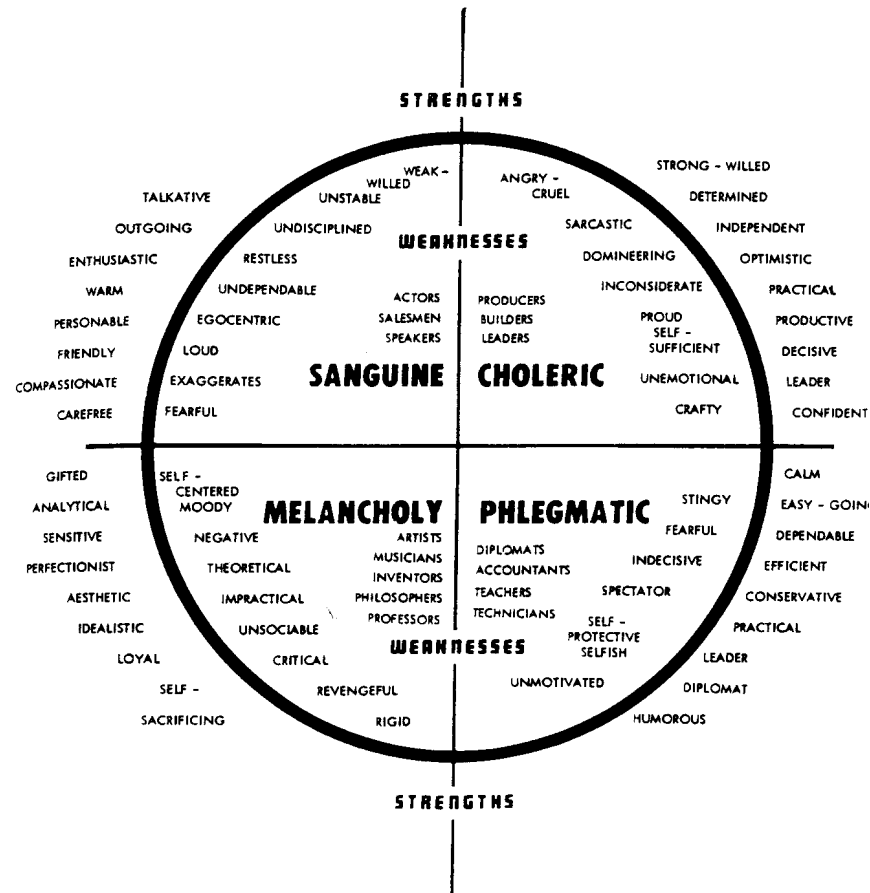 STRENGTHS
TALKATIVE
OUTGOING
ENTHUSIASTIC
WARM
PERSONABLE
FRIENDLY
COMPASSIONATE
CAREFREE
WEAK -
WILLED
UNSTABLE
UNDISCIPLINED
RESTLESS
UNDEPENDABLE
EGOCENTRIC
LOUD
EXAGGERATES
FEARFUL
WEAKNESSES
ACTORS
SALESMEN
SPEAKERS
SANGUINE
PRODUCERS
BUILDERS
LEADERS
CHOLERIC
ANGRY -
CRUEL
SARCASTIC
DOMINEERING
INCONSIDERATE
PROUD
SELF -
SUFFICIENT
UNEMOTIONAL
CRAFTY
STRONG - WILLED
DETERMINED
INDEPENDENT
OPTIMISTIC
PRACTICAL
PRODUCTIVE
DECISIVE
LEADER
CONFIDENT
GIFTED
ANALYTICAL
SENSITIVE
PERFECTIONIST
AESTHETIC
IDEALISTIC
LOYAL
SELF -
SACRIFICING
SELF -
CENTERED
MOODY
NEGATIVE
THEORETICAL
IMPRACTICAL
UNSOCIABLE
CRITICAL
REVENGEFUL
RIGID
MELANCHOLY
ARTISTS
MUSICIANS
INVENTORS
PHILOSOPHERS
PROFESSORS
PHLEGMATIC
DIPLOMATS
ACCOUNTANTS
TEACHERS
TECHNICIANS
WEAKNESSES
STINGY
FEARFUL
INDECISIVE
SPECTATOR
SELF -
PROTECTIVE
SELFISH
UNMOTIVATED
CALM
EASY - GOING
DEPENDABLE
EFFICIENT
CONSERVATIVE
PRACTICAL
LEADER
DIPLOMAT
HUMOROUS
STRENGTHS